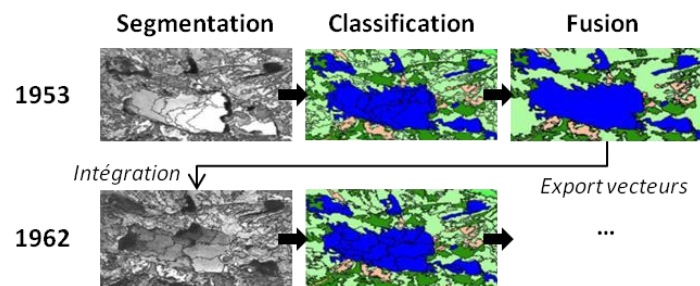 Segmentation Classification Fusion
1953
Intégration
Export vecteurs
1962
...